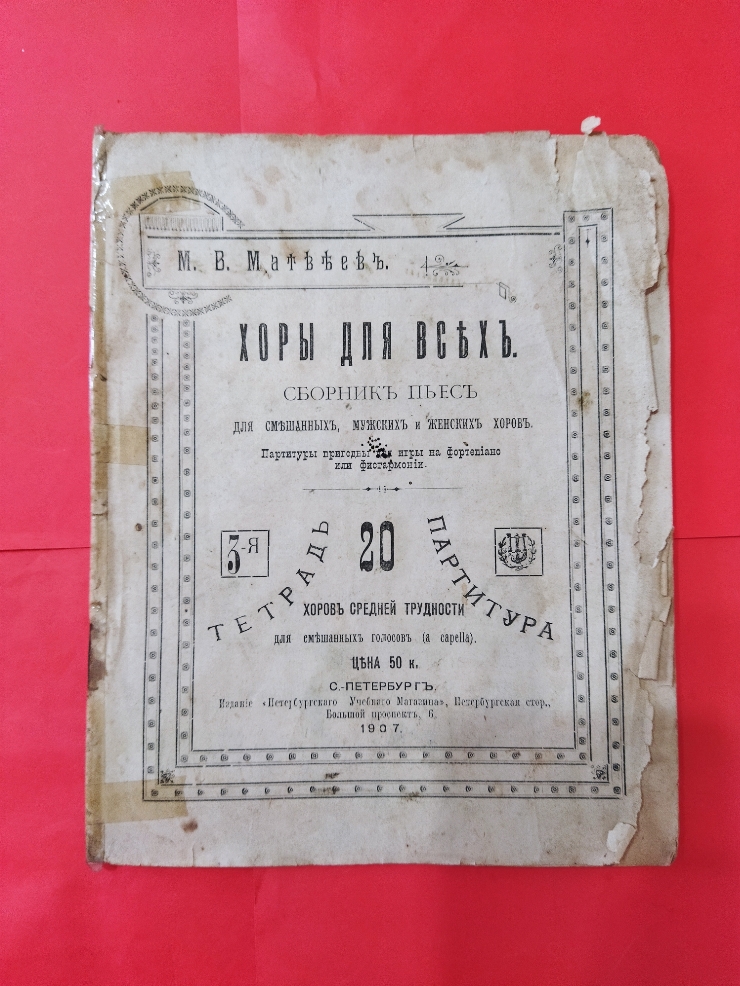 М. В. Матвѣевъ.
ХОРЫ ДЛЯ ВСѢХЪ.
СБОРНИКЪ ПЬЕСЪ
ДЛЯ СМѢШАННЫХЪ, МУЖСКИХЪ и ЖЕНСКИХЪ ХОРОВЪ.
Партитуры пригодны для игры на фортепіано
или фисгармоніи.
3-Я
ТЕТРАДЬ
20
ПАРТИТУРА
III
ХОРОВЪ СРЕДНЕЙ ТРУДНОСТИ
для смѣшанныхъ голосовъ (a capella).
ЦѢНА 50 к.
С.-ПЕТЕРБУРГЪ.
Изданіе «Петербургскаго Учебнаго Магазина», Петербургская стор.,
Большой проспектъ, 6.
1907.